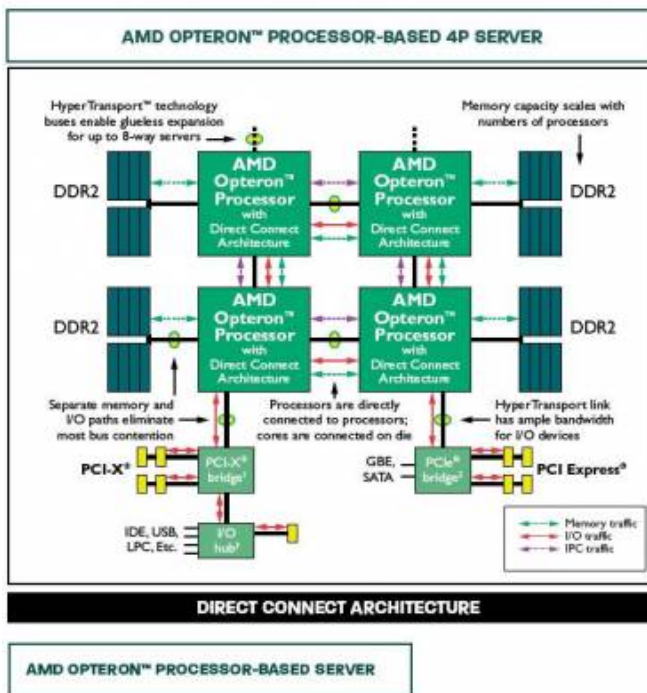 AMD OPTERON™ PROCESSOR-BASED 4P SERVER
HyperTransport™ technology
buses enable glueless expansion
for up to 8-way servers
Memory capacity scales with
numbers of processors
DDR2
AMD
Opteron™
Processor
with
Direct Connect
Architecture
AMD
Opteron™
Processor
with
Direct Connect
Architecture
DDR2
DDR2
AMD
Opteron™
Processor
with
Direct Connect
Architecture
AMD
Opteron™
Processor
with
Direct Connect
Architecture
DDR2
Separate memory and
I/O paths eliminate
most bus contention
Processors are directly
connected to processors;
cores are connected on die
HyperTransport link
has ample bandwidth
for I/O devices
PCI-X®
PCI-X®
bridge¹
GBE,
SATA
PCIe®
bridge²
PCI Express®
IDE, USB,
LPC, Etc.
I/O
hub¹
Memory traffic
I/O traffic
IPC traffic
DIRECT CONNECT ARCHITECTURE
AMD OPTERON™ PROCESSOR-BASED SERVER